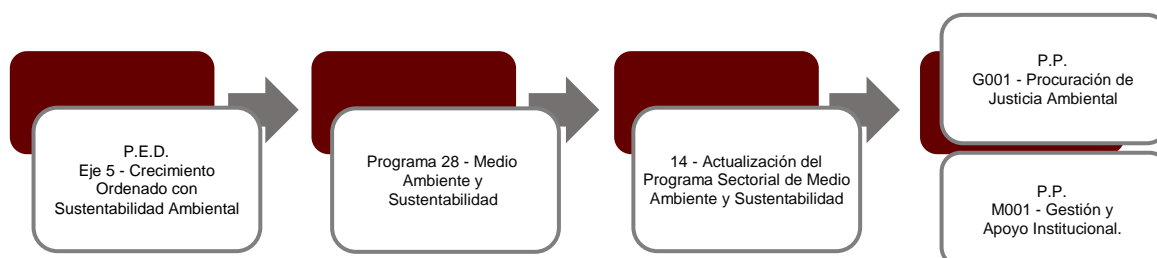 P.E.D.
Eje 5 - Crecimiento
Ordenado con
Sustentabilidad Ambiental
Programa 28 - Medio
Ambiente y
Sustentabilidad
14 - Actualización del
Programa Sectorial de Medio
Ambiente y Sustentabilidad
P.P.
G001 - Procuración de
Justicia Ambiental
P.P.
M001 - Gestión y
Apoyo Institucional.